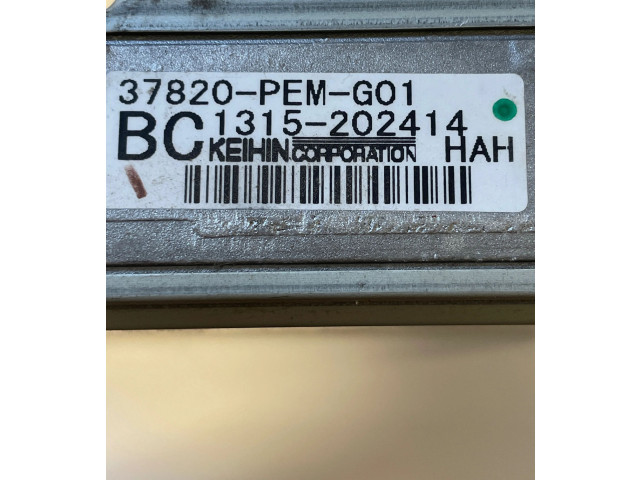 37820-PEM-G01
BC 1315-202414
KEIHIN CORPORATION HAH